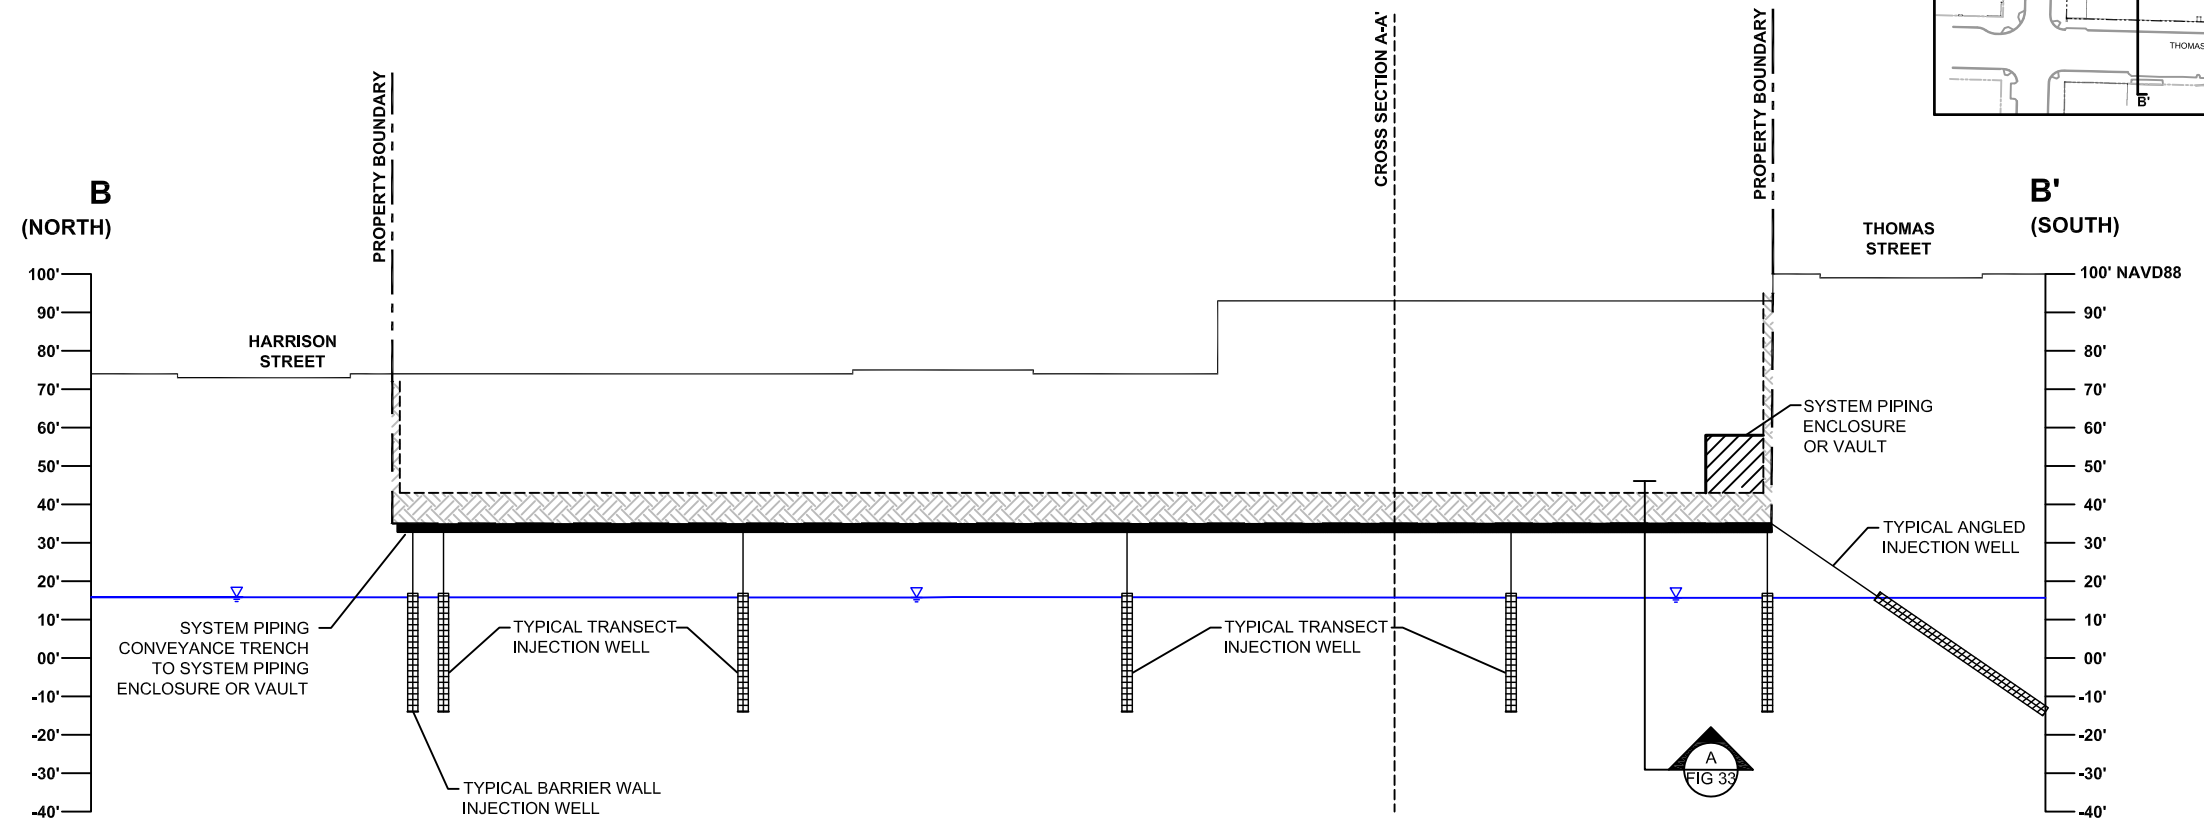 THOMAS
B'
PROPERTY BOUNDARY
CROSS SECTION A-A'
PROPERTY BOUNDARY
B
(NORTH)
B'
(SOUTH)
HARRISON
STREET
THOMAS
STREET
100'
90'
80'
70'
60'
50'
40'
30'
20'
10'
00'
-10'
-20'
-30'
-40'
100' NAVD88
90'
80'
70'
60'
50'
40'
30'
20'
10'
00'
-10'
-20'
-30'
-40'
SYSTEM PIPING
ENCLOSURE
OR VAULT
TYPICAL ANGLED
INJECTION WELL
SYSTEM PIPING
CONVEYANCE TRENCH
TO SYSTEM PIPING
ENCLOSURE OR VAULT
TYPICAL TRANSECT
INJECTION WELL
TYPICAL TRANSECT
INJECTION WELL
TYPICAL BARRIER WALL
INJECTION WELL
A
FIG 33